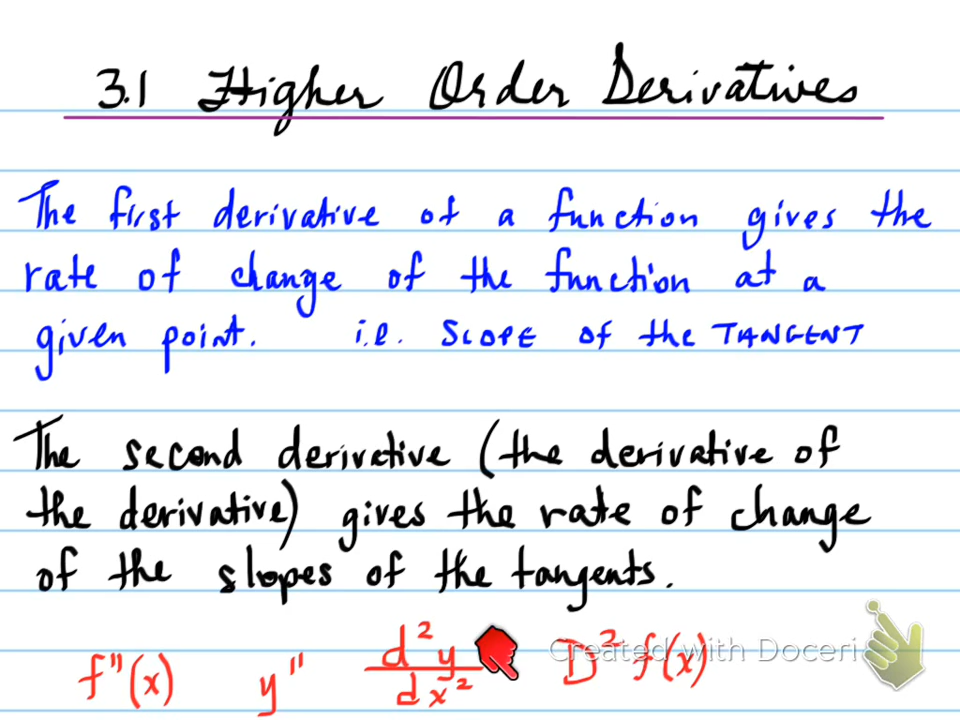 3.1 Higher Order Derivatives
The first derivative of a function gives the
rate of change of the function at a
given point. i.e. SLOPE of the TANGENT
The second derivative (the derivative of
the derivative) gives the rate of change
of the slopes of the tangents.
f"(x) y" d²y/dx² D² f(x)
Created with Doceri